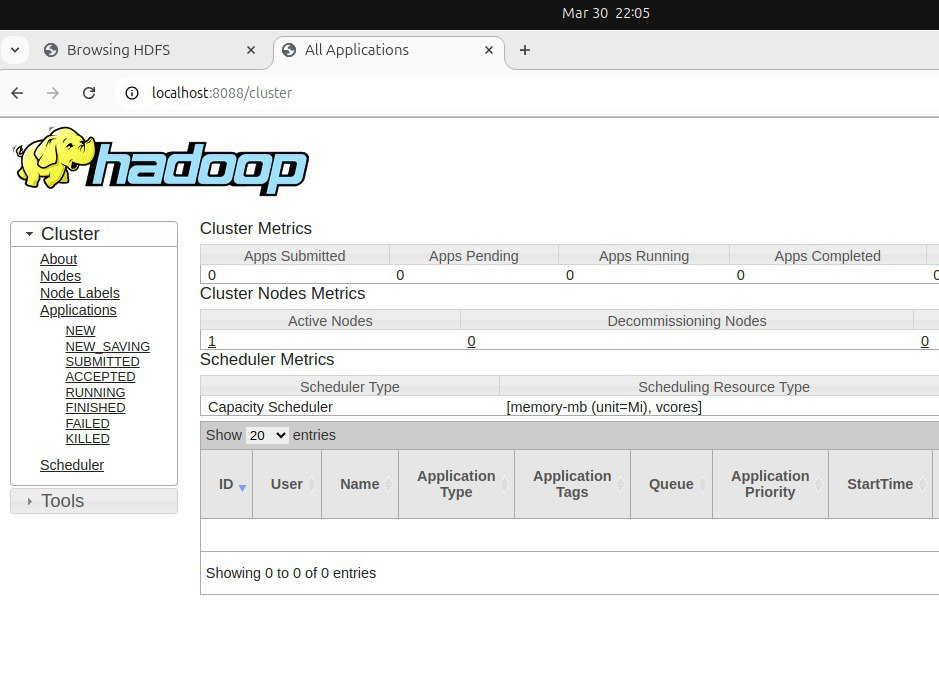 Mar 30 22:05
Browsing HDFS
All Applications
localhost:8088/cluster
hadoop
Cluster
About
Nodes
Node Labels
Applications
NEW
NEW_SAVING
SUBMITTED
ACCEPTED
RUNNING
FINISHED
FAILED
KILLED
Scheduler
Tools
Cluster Metrics
Apps Submitted Apps Pending Apps Running Apps Completed
0 0 0 0 0
Cluster Nodes Metrics
Active Nodes Decommissioning Nodes
1 0 0
Scheduler Metrics
Scheduler Type Scheduling Resource Type
Capacity Scheduler [memory-mb (unit=Mi), vcores]
Show 20 entries
ID User Name Application Type Application Tags Queue Application Priority StartTime
Showing 0 to 0 of 0 entries